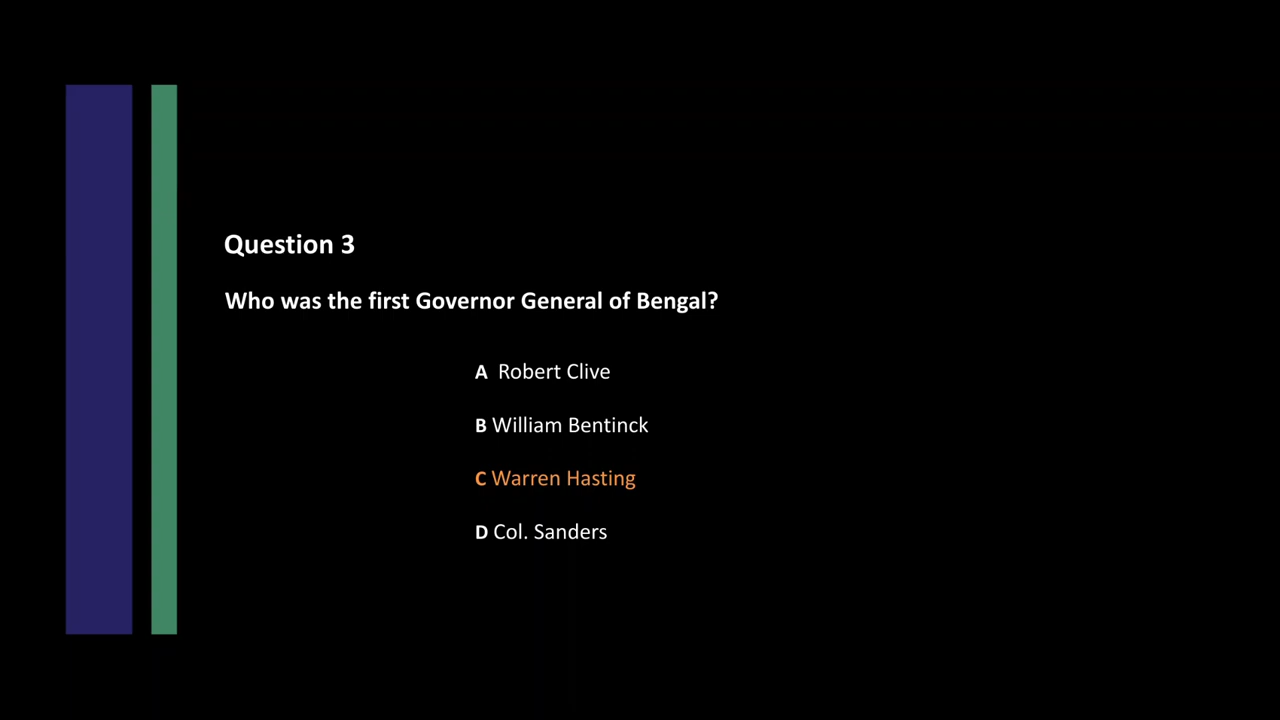 Question 3
Who was the first Governor General of Bengal?
A Robert Clive
B William Bentinck
C Warren Hasting
D Col. Sanders